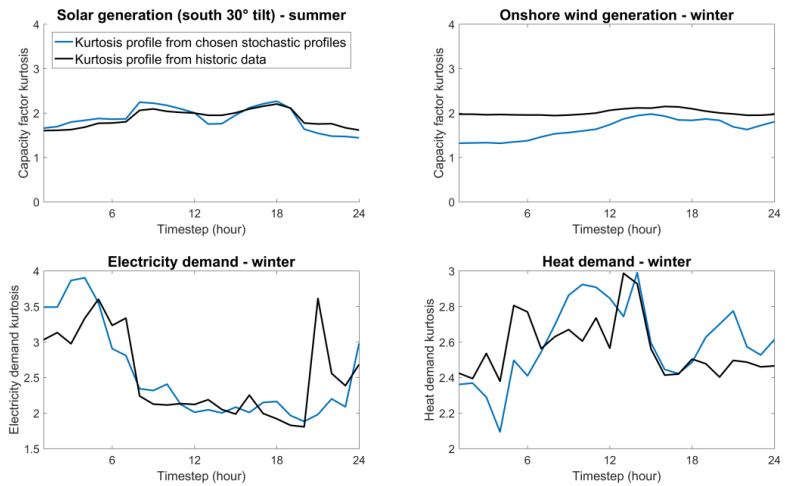 Solar generation (south 30° tilt) - summer
Capacity factor kurtosis
4
3
2
1
0
Kurtosis profile from chosen stochastic profiles
Kurtosis profile from historic data
6 12 18 24
Timestep (hour)
Onshore wind generation - winter
Capacity factor kurtosis
4
3
2
1
0
6 12 18 24
Timestep (hour)
Electricity demand - winter
Electricity demand kurtosis
4
3.5
3
2.5
2
1.5
6 12 18 24
Timestep (hour)
Heat demand - winter
Heat demand kurtosis
3
2.8
2.6
2.4
2.2
2
6 12 18 24
Timestep (hour)